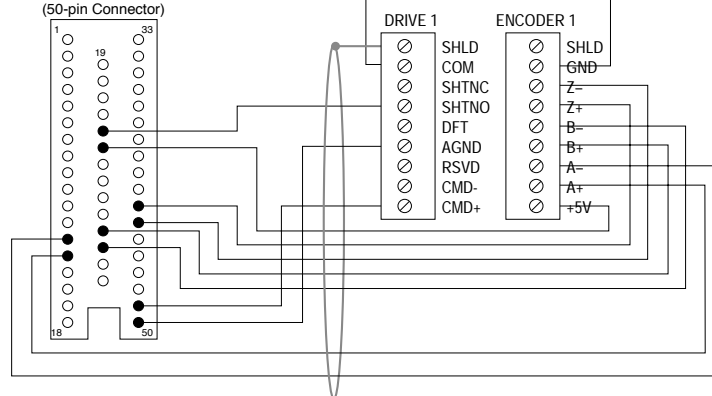 (50-pin Connector)
1
33
19
18
50
DRIVE 1
SHLD
COM
SHTNC
SHTNO
DFT
AGND
RSVD
CMD-
CMD+
ENCODER 1
SHLD
GND
Z–
Z+
B–
B+
A–
A+
+5V